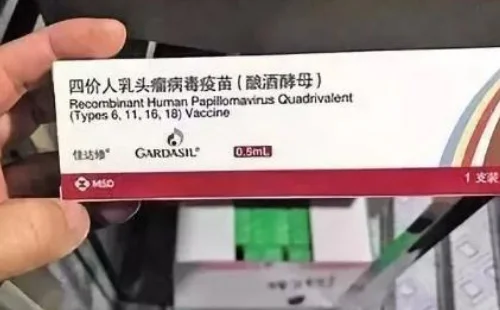 四价人乳头瘤病毒疫苗（酿酒酵母）
Recombinant Human Papillomavirus Quadrivalent
(Types 6, 11, 16, 18) Vaccine
佳达修® GARDASIL® 0.5mL
MSD 1 支装